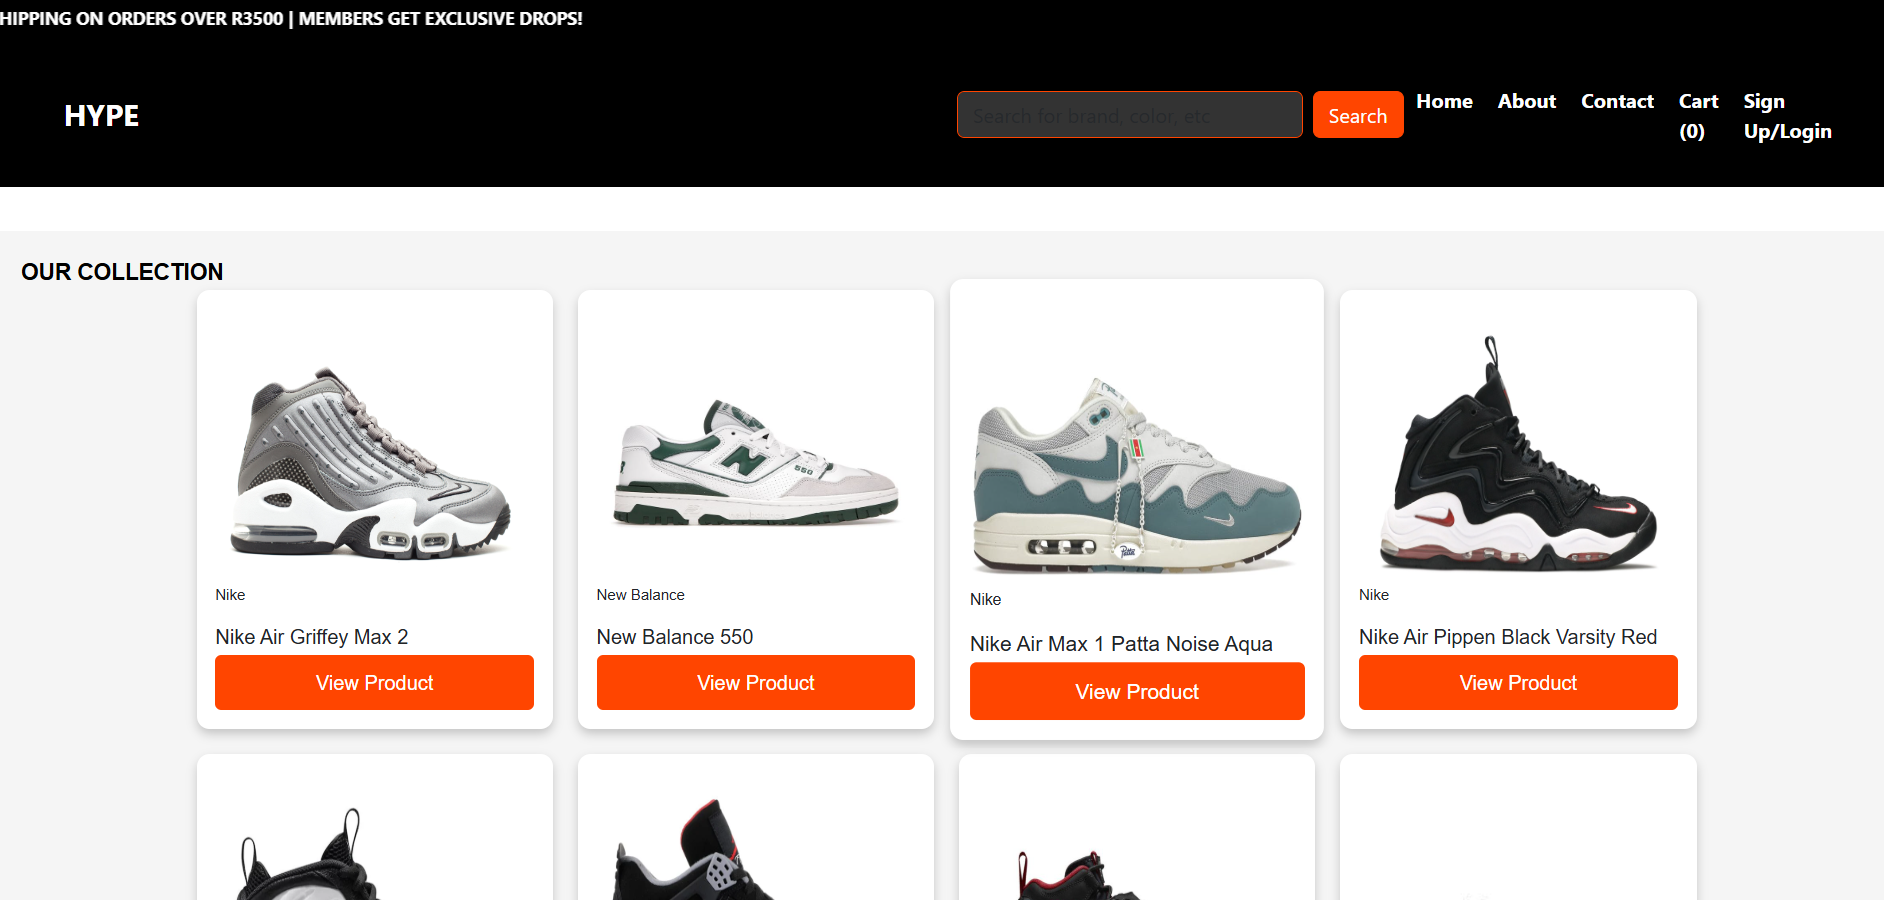 HIPPING ON ORDERS OVER R3500 | MEMBERS GET EXCLUSIVE DROPS!
HYPE
Search for brand, color, etc
Search
Home
About
Contact
Cart
(0)
Sign
Up/Login
OUR COLLECTION
Nike
Nike Air Griffey Max 2
View Product
New Balance
New Balance 550
View Product
550
Patta
Nike
Nike Air Max 1 Patta Noise Aqua
View Product
Nike
Nike Air Pippen Black Varsity Red
View Product